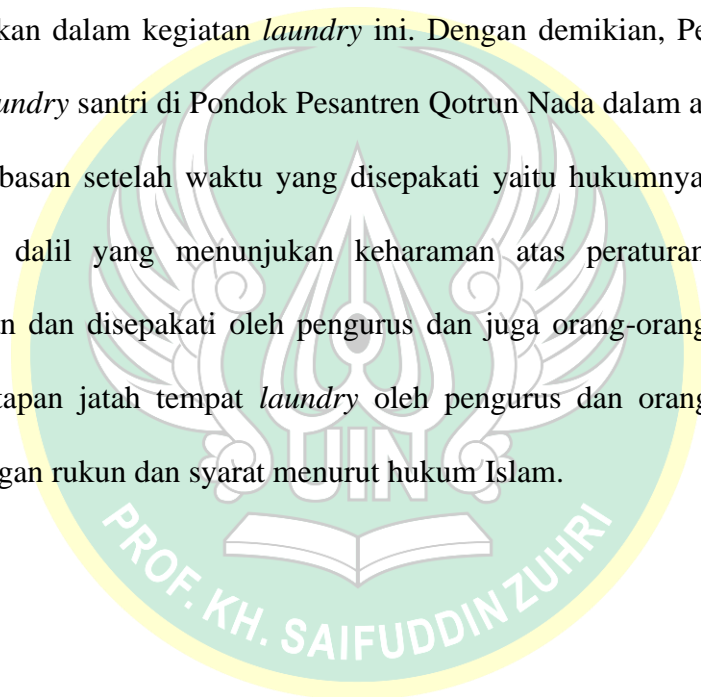 kan dalam kegiatan laundry ini. Dengan demikian, Pe
undry santri di Pondok Pesantren Qotrun Nada dalam a
basan setelah waktu yang disepakati yaitu hukumnya
dalil yang menunjukan keharaman atas peraturan
n dan disepakati oleh pengurus dan juga orang-orang
tapan jatah tempat laundry oleh pengurus dan orang
gan rukun dan syarat menurut hukum Islam.
UIN
PROF. KH. SAIFUDDIN ZUHRI